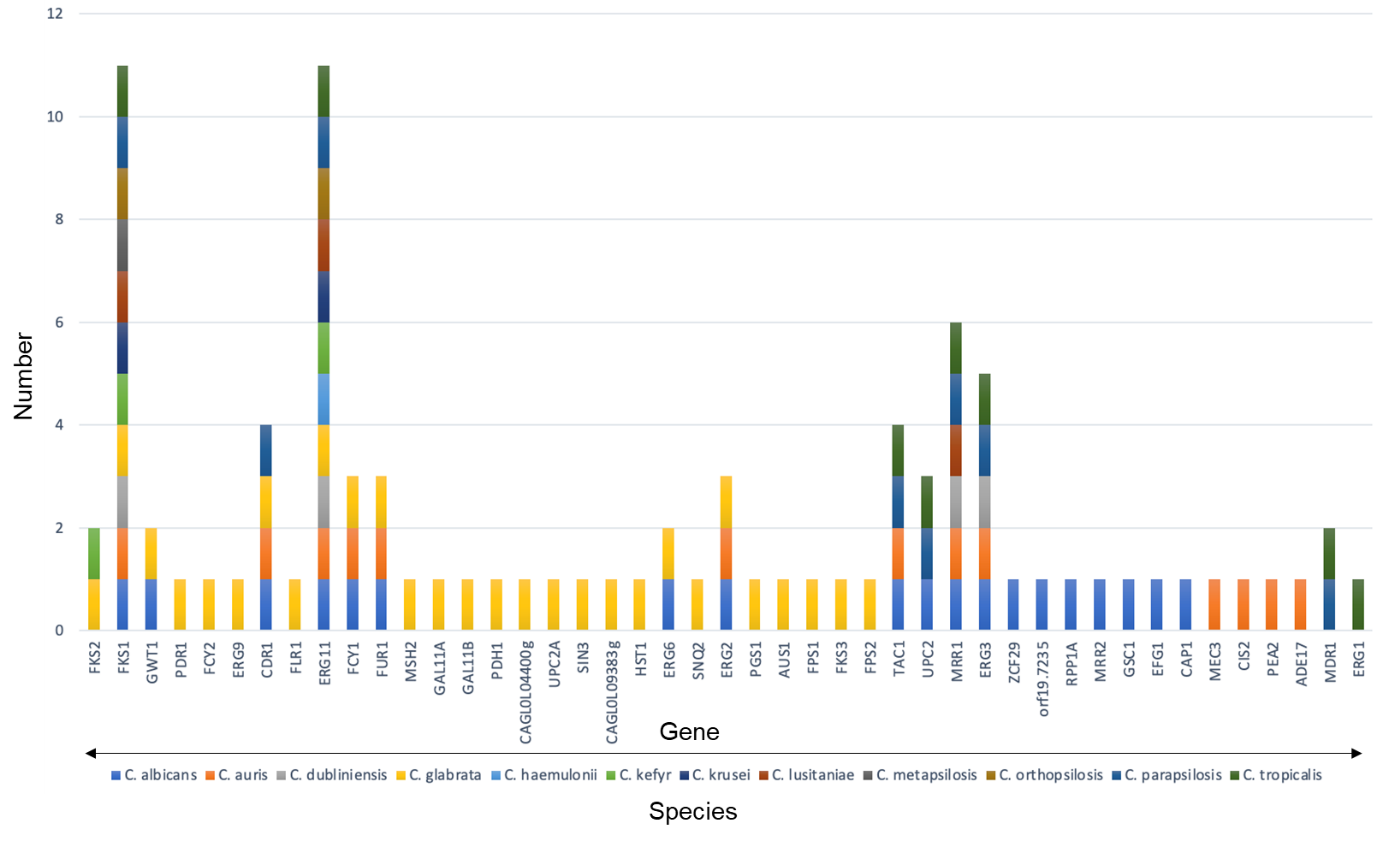 12
10
8
6
4
2
0
Number
FKS2
FKS1
GWT1
PDR1
FCY2
ERG9
CDR1
FLR1
ERG11
FCY1
FUR1
MSH2
GAL11A
GAL11B
PDH1
CAGL0L04400g
UPC2A
SIN3
CAGL0L09383g
HST1
ERG6
SNQ2
ERG2
PGS1
AUS1
FPS1
FKS3
FPS2
TAC1
UPC2
MRR1
ERG3
ZCF29
orf19.7235
RPP1A
MRR2
GSC1
EFG1
CAP1
MEC3
CIS2
PEA2
ADE17
MDR1
ERG1
Gene
C. albicans C. auris C. dubliniensis C. glabrata C. haemulonii C. kefyr C. krusei C. lusitaniae C. metapsilosis C. orthopsilosis C. parapsilosis C. tropicalis
Species